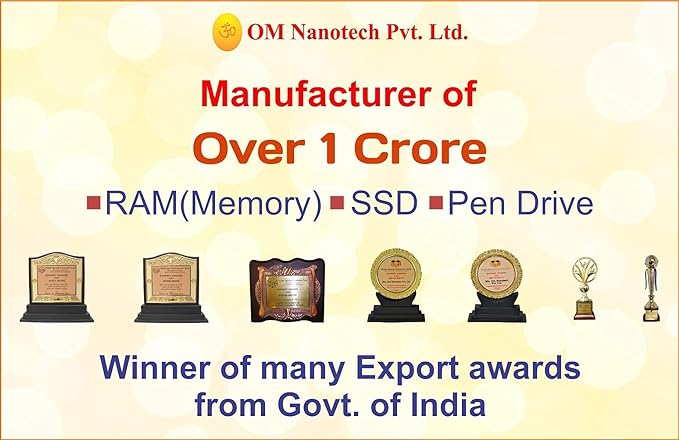 ॐ OM Nanotech Pvt. Ltd.
Manufacturer of
Over 1 Crore
▪RAM(Memory) ▪SSD ▪Pen Drive
Winner of many Export awards
from Govt. of India